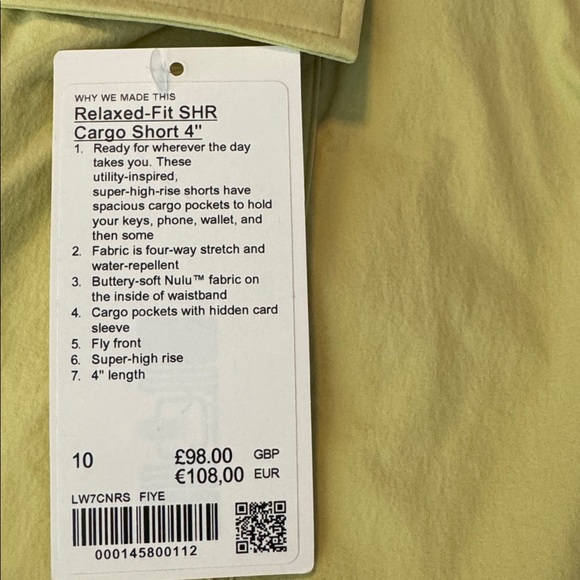 WHY WE MADE THIS
Relaxed-Fit SHR
Cargo Short 4"
1. Ready for wherever the day
takes you. These
utility-inspired,
super-high-rise shorts have
spacious cargo pockets to hold
your keys, phone, wallet, and
then some
2. Fabric is four-way stretch and
water-repellent
3. Buttery-soft Nulu™ fabric on
the inside of waistband
4. Cargo pockets with hidden card
sleeve
5. Fly front
6. Super-high rise
7. 4" length
10 £98.00 GBP
€108,00 EUR
LW7CNRS FIYE
000145800112